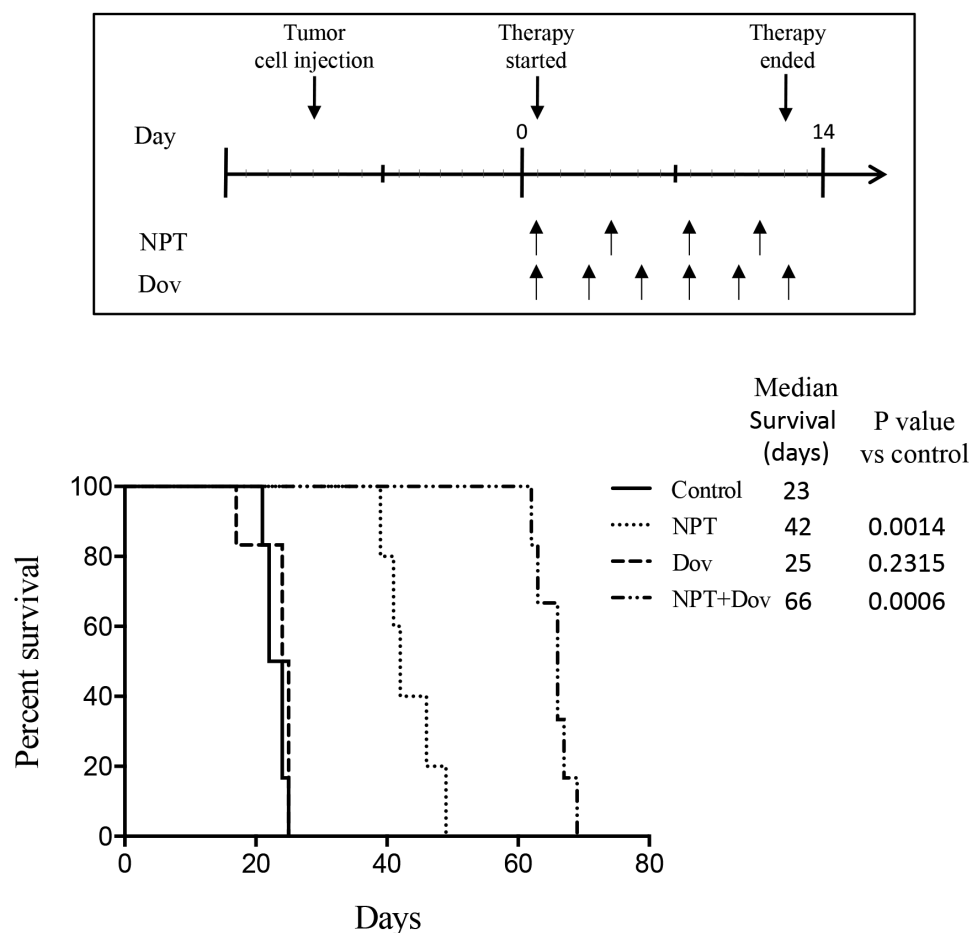 Tumor
cell injection
Therapy
started
Therapy
ended
Day
0
14
NPT
Dov
Median
Survival
(days)
P value
vs control
Control 23
NPT 42 0.0014
Dov 25 0.2315
NPT+Dov 66 0.0006
Percent survival
100
80
60
40
20
0
0 20 40 60 80
Days